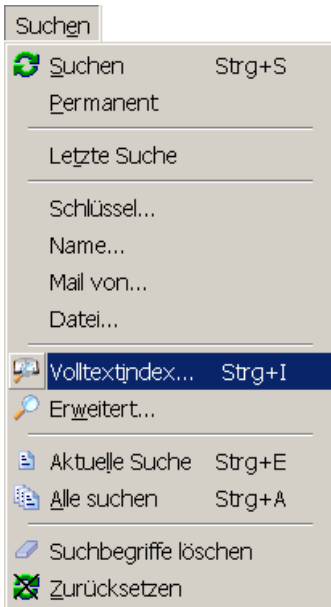 Suchen
Suchen Strg+S
Permanent
Letzte Suche
Schlüssel...
Name...
Mail von...
Datei...
Volltextindex... Strg+I
Erweitert...
Aktuelle Suche Strg+E
Alle suchen Strg+A
Suchbegriffe löschen
Zurücksetzen